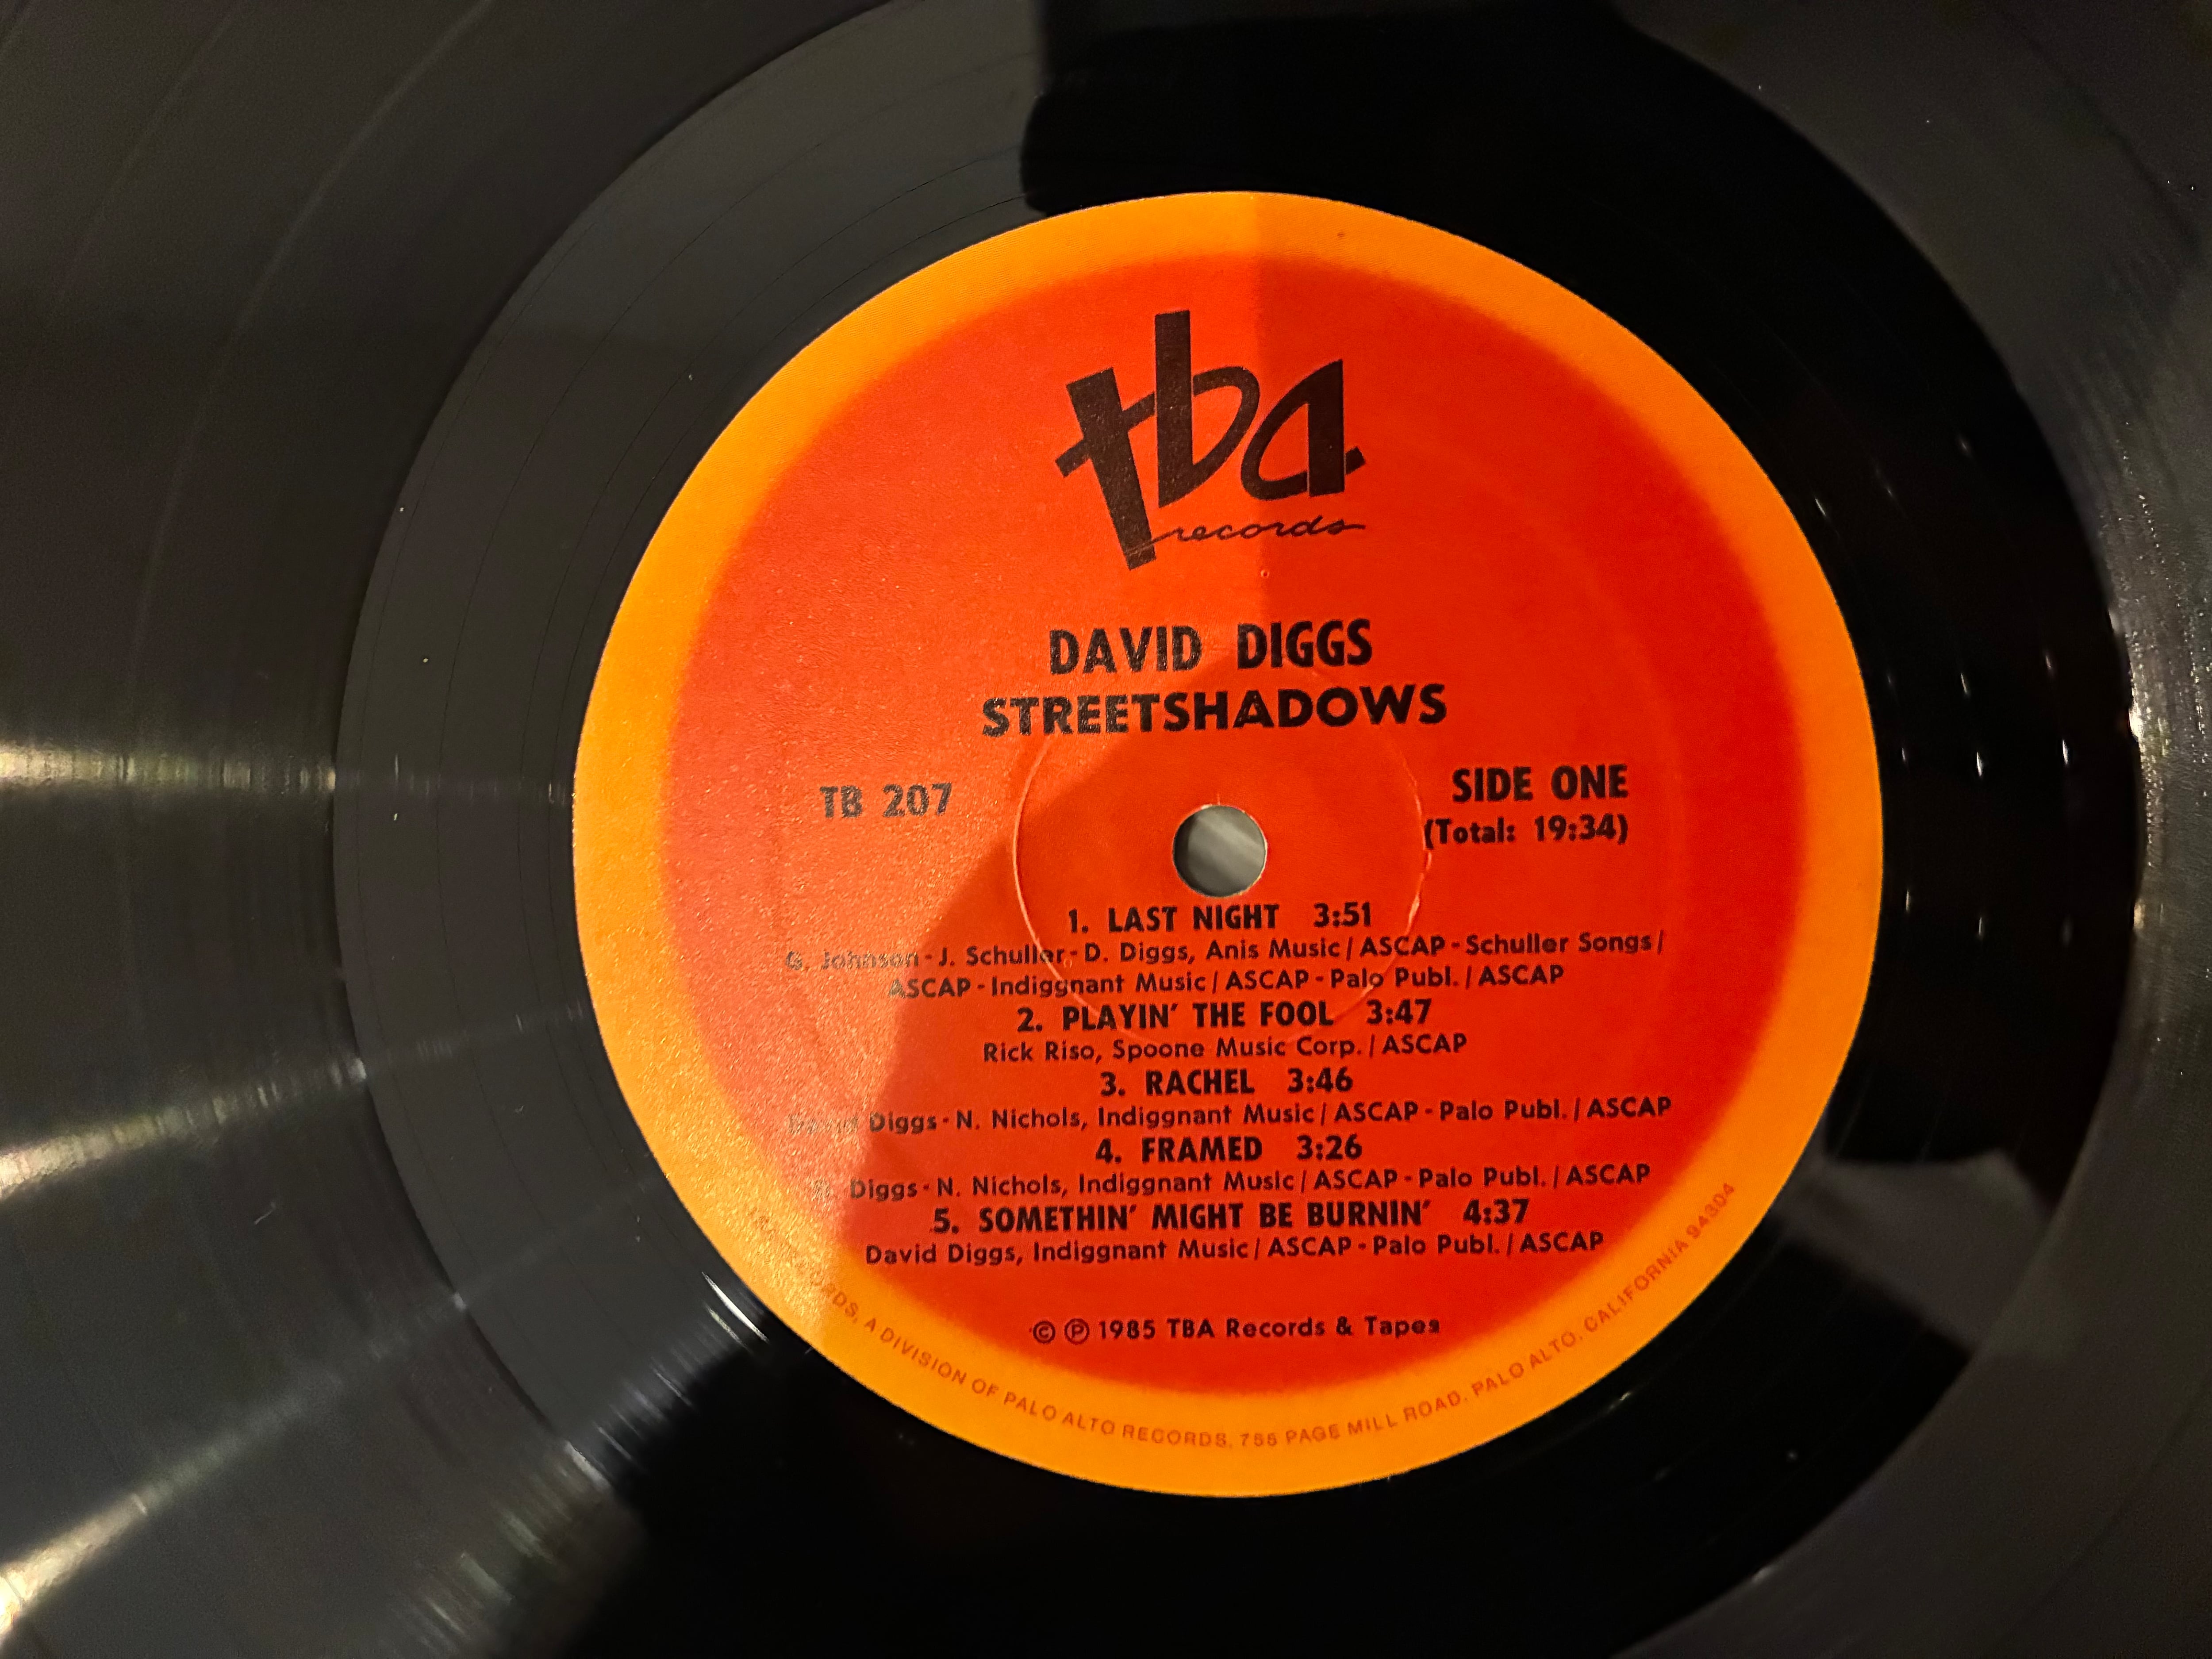 tba
records
DAVID DIGGS
STREETSHADOWS
TB 207
SIDE ONE
(Total: 19:34)
1. LAST NIGHT 3:51
G. Johnson - J. Schuller - D. Diggs, Anis Music / ASCAP - Schuller Songs /
ASCAP - Indiggnant Music / ASCAP - Palo Publ. / ASCAP
2. PLAYIN' THE FOOL 3:47
Rick Riso, Spoone Music Corp. / ASCAP
3. RACHEL 3:46
David Diggs - N. Nichols, Indiggnant Music / ASCAP - Palo Publ. / ASCAP
4. FRAMED 3:26
Diggs - N. Nichols, Indiggnant Music / ASCAP - Palo Publ. / ASCAP
5. SOMETHIN' MIGHT BE BURNIN' 4:37
David Diggs, Indiggnant Music / ASCAP - Palo Publ. / ASCAP
© ℗ 1985 TBA Records & Tapes
A DIVISION OF PALO ALTO RECORDS, 755 PAGE MILL ROAD, PALO ALTO, CALIFORNIA 94304